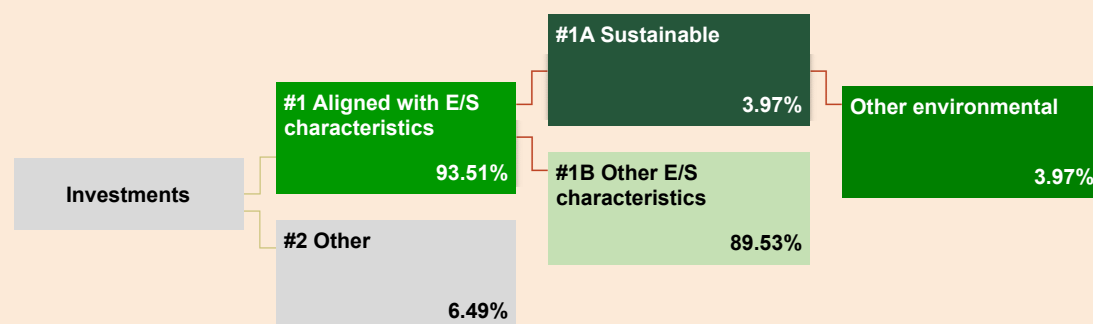 Investments
#1 Aligned with E/S
characteristics
93.51%
#2 Other
6.49%
#1A Sustainable
3.97%
#1B Other E/S
characteristics
89.53%
Other environmental
3.97%